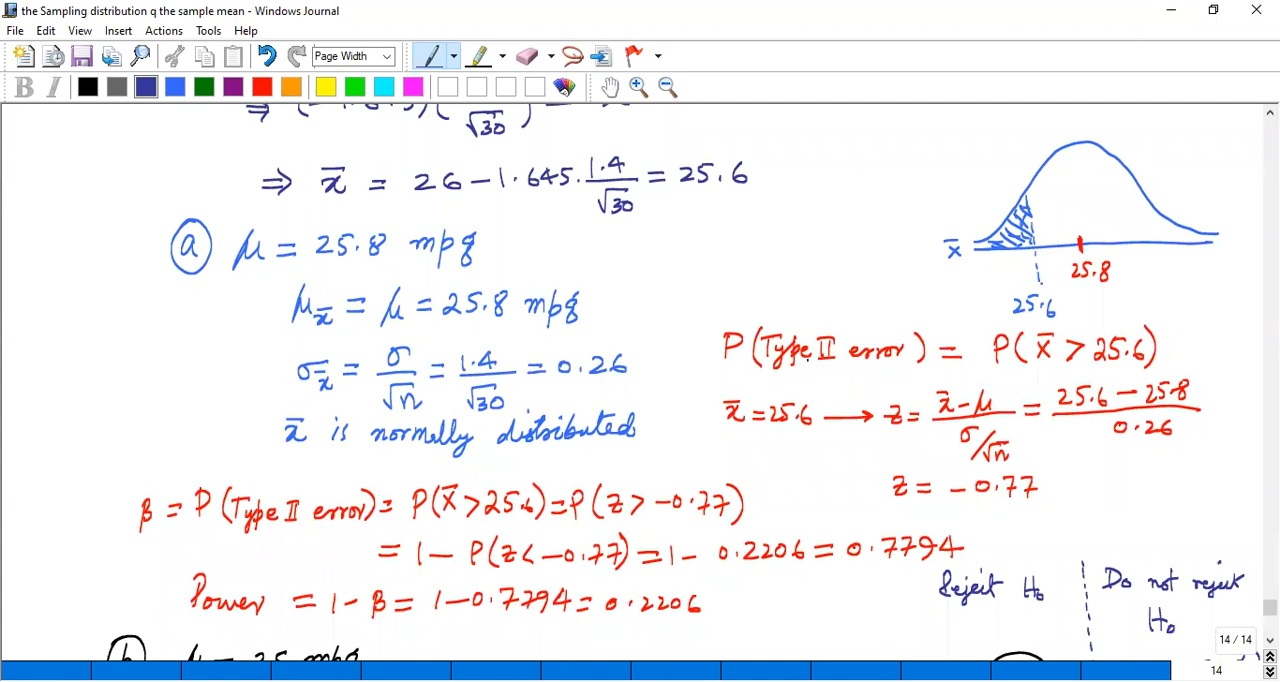 the Sampling distribution q the sample mean - Windows Journal
File Edit View Insert Actions Tools Help
Page Width
B I
√30
⇒ x̄ = 26 - 1.645 . 1.4/√30 = 25.6
(a) μ = 25.8 mpg
μx̄ = μ = 25.8 mpg
σx̄ = σ/√n = 1.4/√30 = 0.26
x̄ is normally distributed
x̄
25.8
25.6
P(Type II error) = P(x̄ > 25.6)
x̄ = 25.6 → z = (x̄ - μ)/(σ/√n) = (25.6 - 25.8)/0.26
z = -0.77
β = P(Type II error) = P(x̄ > 25.6) = P(z > -0.77)
= 1 - P(z < -0.77) = 1 - 0.2206 = 0.7794
Power = 1 - β = 1 - 0.7794 = 0.2206
Reject H₀
Do not reject
H₀
(b) μ = 25 mpg
14 / 14
14